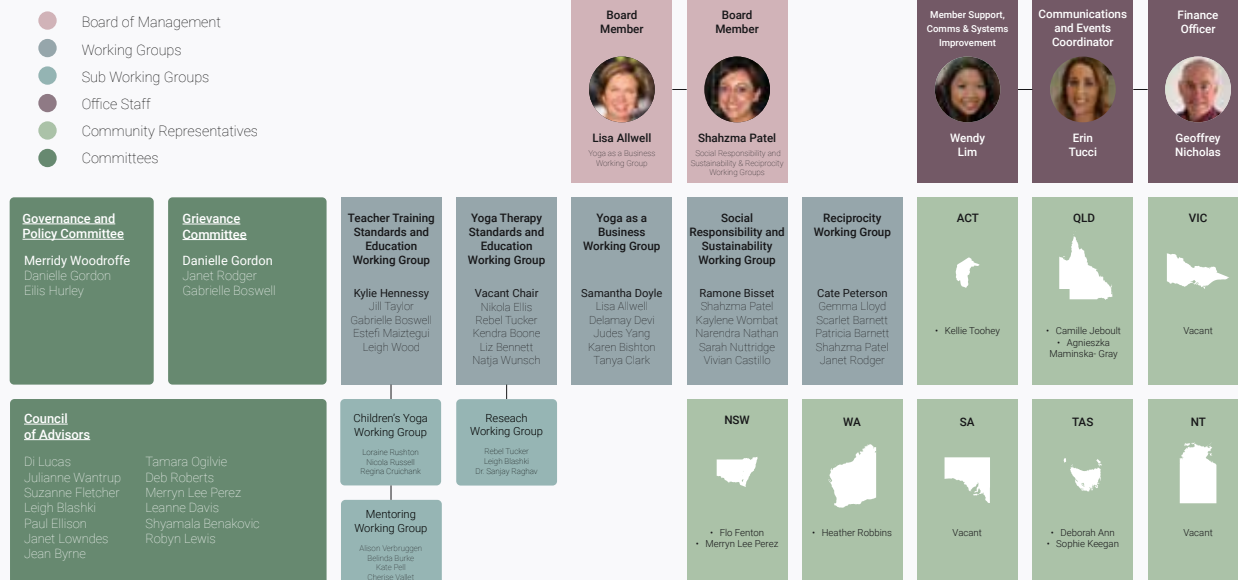 Board of Management
Working Groups
Sub Working Groups
Office Staff
Community Representatives
Committees
Board
Member
Lisa Allwell
Yoga as a Business
Working Group
Board
Member
Shahzma Patel
Social Responsibility and
Sustainability & Reciprocity
Working Groups
Member Support,
Comms & Systems
Improvement
Wendy
Lim
Communications
and Events
Coordinator
Erin
Tucci
Finance
Officer
Geoffrey
Nicholas
Governance and
Policy Committee
Merridy Woodroffe
Danielle Gordon
Eilis Hurley
Grievance
Committee
Danielle Gordon
Janet Rodger
Gabrielle Boswell
Teacher Training
Standards and
Education
Working Group
Kylie Hennessy
Jill Taylor
Gabrielle Boswell
Estefi Maiztegui
Leigh Wood
Yoga Therapy
Standards and
Education
Working Group
Vacant Chair
Nikola Ellis
Rebel Tucker
Kendra Boone
Liz Bennett
Natja Wunsch
Yoga as a
Business
Working Group
Samantha Doyle
Lisa Allwell
Delamay Devi
Judes Yang
Karen Bishton
Tanya Clark
Social
Responsibility and
Sustainability
Working Group
Ramone Bisset
Shahzma Patel
Kaylene Wombat
Narendra Nathan
Sarah Nuttridge
Vivian Castillo
Reciprocity
Working Group
Cate Peterson
Gemma Lloyd
Scarlet Barnett
Patricia Barnett
Shahzma Patel
Janet Rodger
ACT
• Kellie Toohey
QLD
• Camille Jeboult
• Agnieszka
Maminska- Gray
VIC
Vacant
Council
of Advisors
Di Lucas
Julianne Wantrup
Suzanne Fletcher
Leigh Blashki
Paul Ellison
Janet Lowndes
Jean Byrne
Tamara Ogilvie
Deb Roberts
Merryn Lee Perez
Leanne Davis
Shyamala Benakovic
Robyn Lewis
Children's Yoga
Working Group
Loraine Rushton
Nicola Russell
Regina Cruichank
Reseach
Working Group
Rebel Tucker
Leigh Blashki
Dr. Sanjay Raghav
Mentoring
Working Group
Alison Verbruggen
Belinda Burke
Kate Pell
Cherise Vallet
NSW
• Flo Fenton
• Merryn Lee Perez
WA
• Heather Robbins
SA
Vacant
TAS
• Deborah Ann
• Sophie Keegan
NT
Vacant